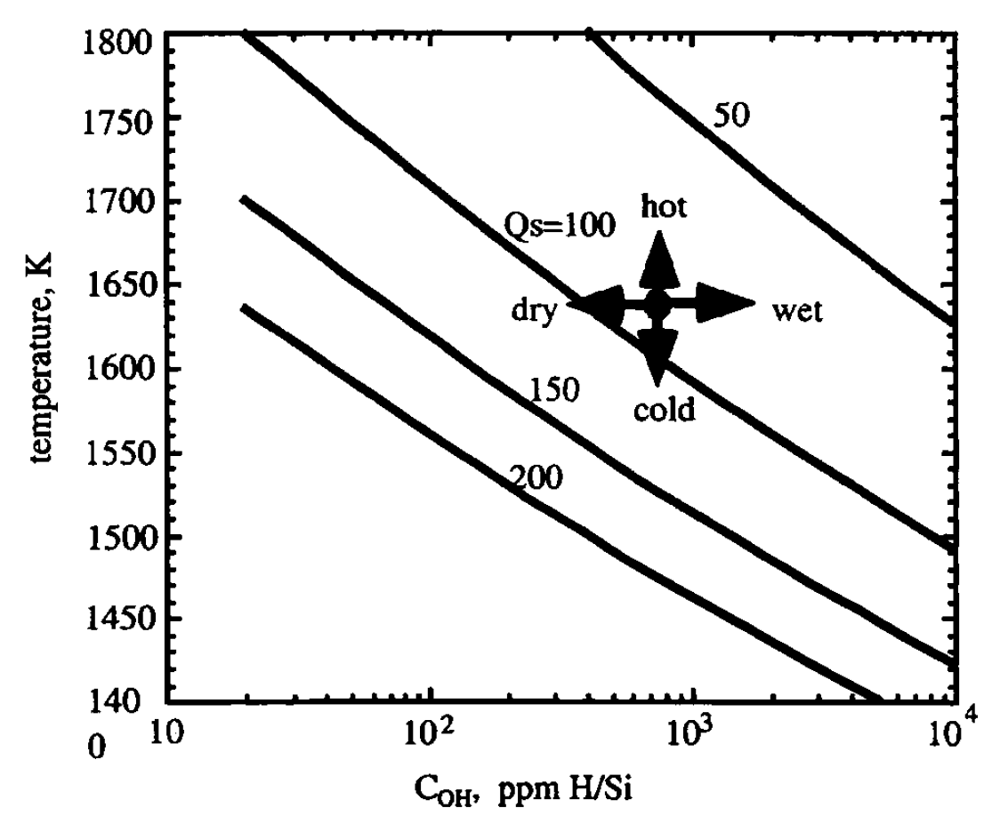 1800
1750
1700
1650
1600
1550
1500
1450
140
0
temperature, K
50
hot
Qs=100
dry
wet
150
cold
200
10
10²
10³
10⁴
C_OH, ppm H/Si